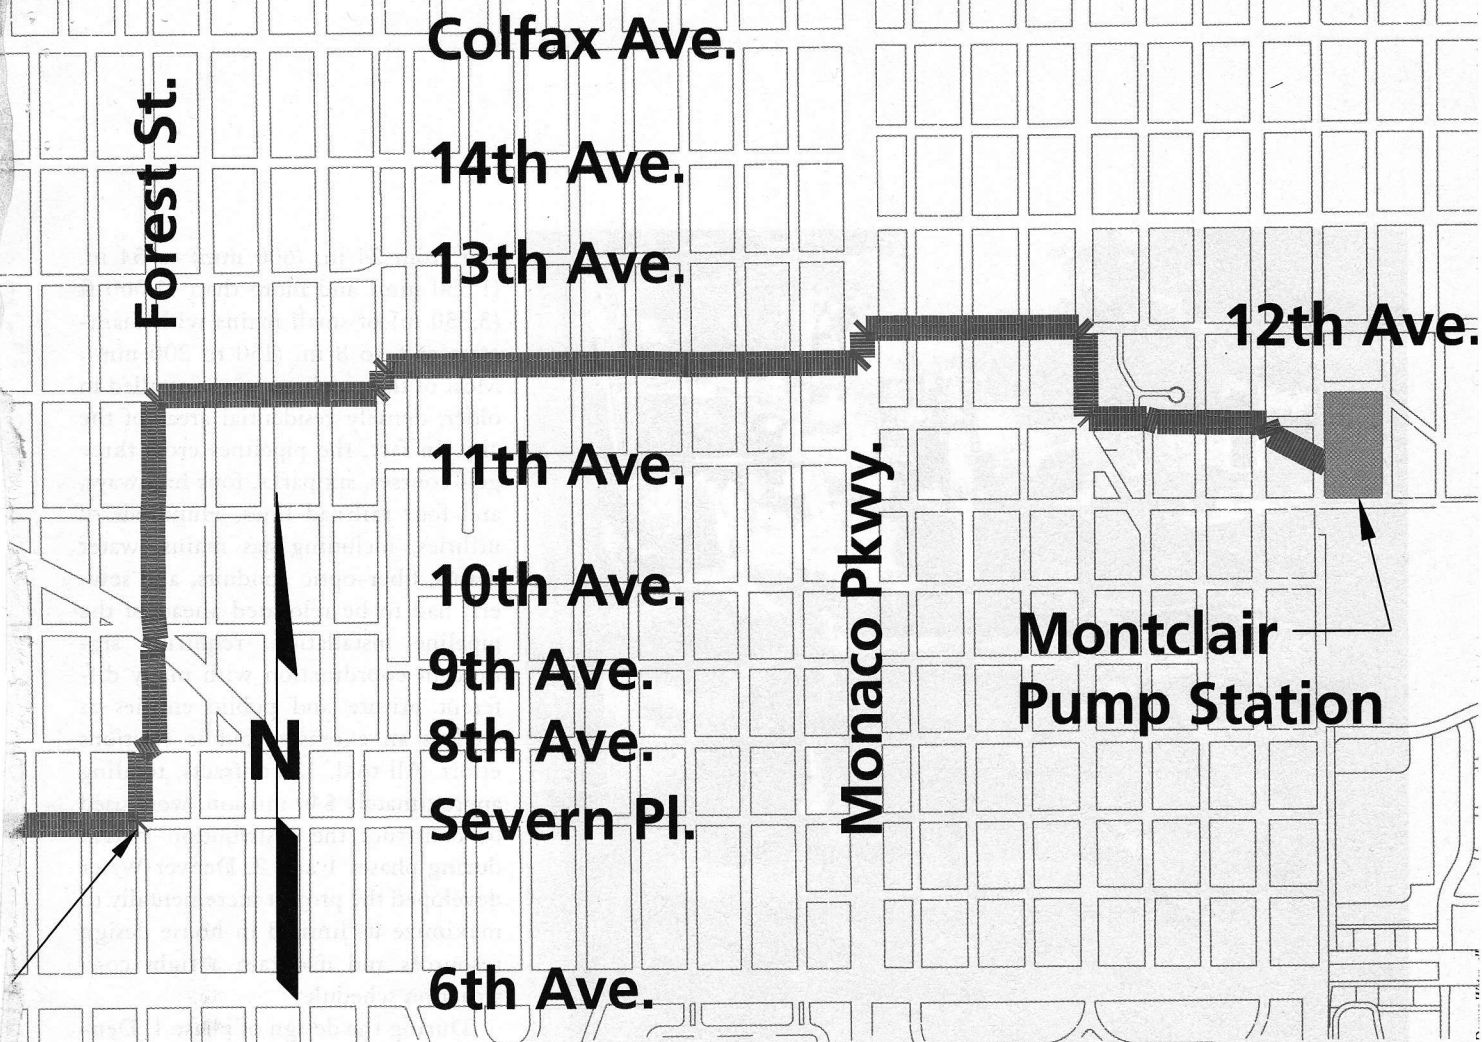 Colfax Ave.
Forest St.
14th Ave.
13th Ave.
12th Ave.
11th Ave.
10th Ave.
Monaco Pkwy.
Montclair
Pump Station
9th Ave.
N
8th Ave.
Severn Pl.
6th Ave.